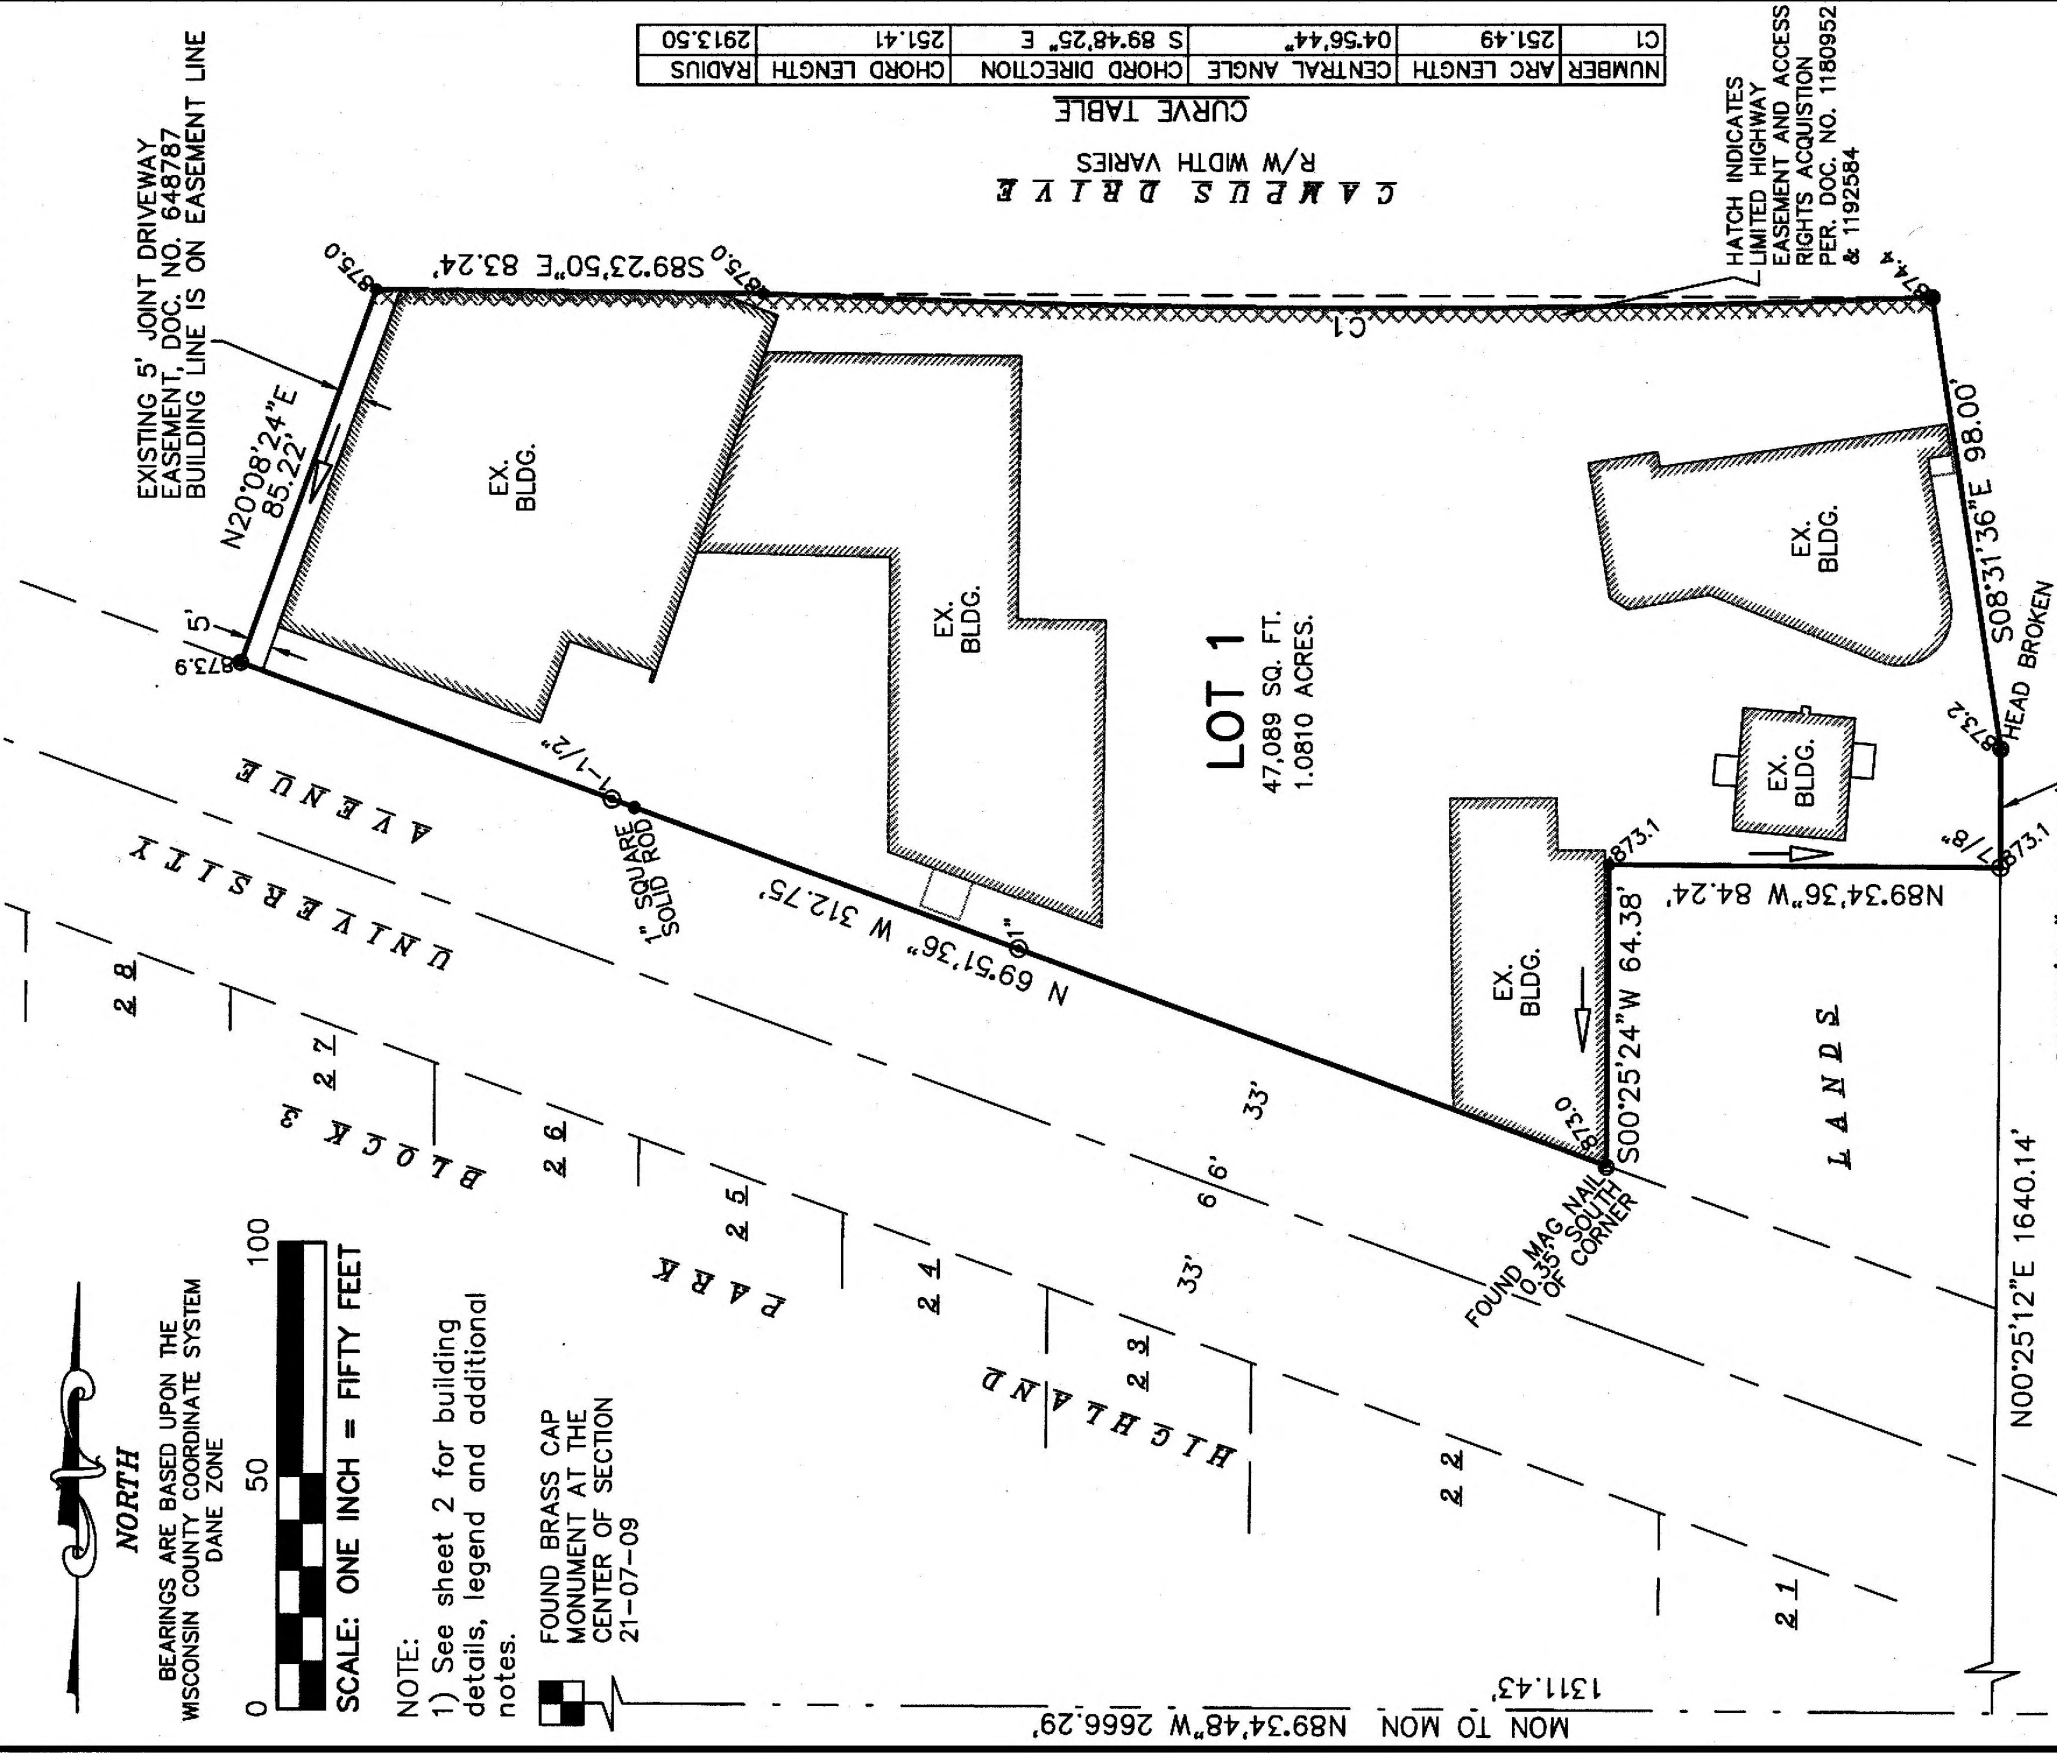 NORTH
BEARINGS ARE BASED UPON THE
WISCONSIN COUNTY COORDINATE SYSTEM
DANE ZONE
0 50 100
SCALE: ONE INCH = FIFTY FEET
NOTE:
1) See sheet 2 for building
details, legend and additional
notes.
FOUND BRASS CAP
MONUMENT AT THE
CENTER OF SECTION
21-07-09
EXISTING 5' JOINT DRIVEWAY
EASEMENT, DOC. NO. 648787
BUILDING LINE IS ON EASEMENT LINE
N20°08'24"E
85.22'
5'
873.9
875.0
S89°23'50"E 83.24'
875.0
C1
CAMPUS DRIVE
R/W WIDTH VARIES
CURVE TABLE
NUMBER ARC LENGTH CENTRAL ANGLE CHORD DIRECTION CHORD LENGTH RADIUS
C1 251.49 04°56'44" S 89°48'25" E 251.41 2913.50
HATCH INDICATES
LIMITED HIGHWAY
EASEMENT AND ACCESS
RIGHTS ACQUISTION
PER. DOC. NO. 1180952
& 1192584
874.4
S08°31'36"E 98.00'
873.2
HEAD BROKEN
7/8"
873.1
N89°34'36"W 84.24'
873.1
S00°25'24"W 64.38'
873.0
FOUND MAG NAIL
0.35' SOUTH
OF CORNER
N 69°51'36" W 312.75'
1"
1" SQUARE
SOLID ROD
1-1/2"
EX.
BLDG.
EX.
BLDG.
EX.
BLDG.
EX.
BLDG.
EX.
BLDG.
LOT 1
47,089 SQ. FT.
1.0810 ACRES.
UNIVERSITY
AVENUE
33'
66'
33'
HIGHLAND
PARK
BLOCK 3
28
27
26
25
24
23
22
21
LANDS
N00°25'12"E 1640.14'
1311.43'
MON TO MON N89°34'48"W 2666.29'